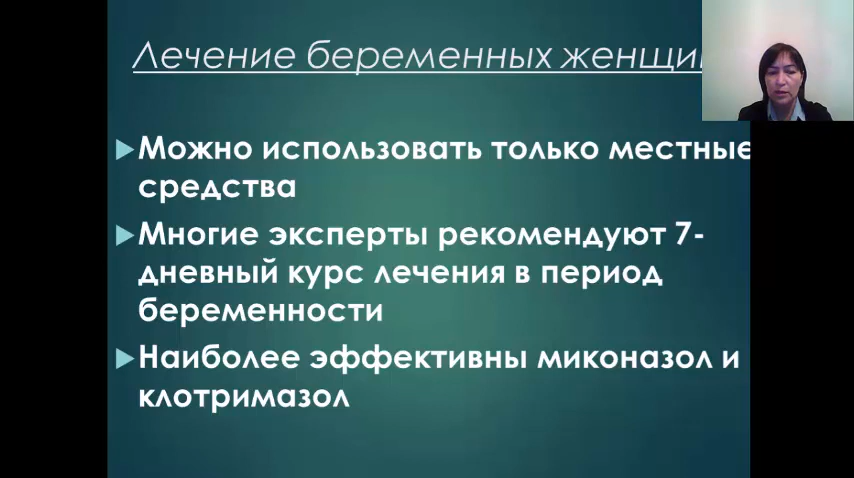 Лечение беременных женщин
►Можно использовать только местные
средства
►Многие эксперты рекомендуют 7-
дневный курс лечения в период
беременности
►Наиболее эффективны миконазол и
клотримазол